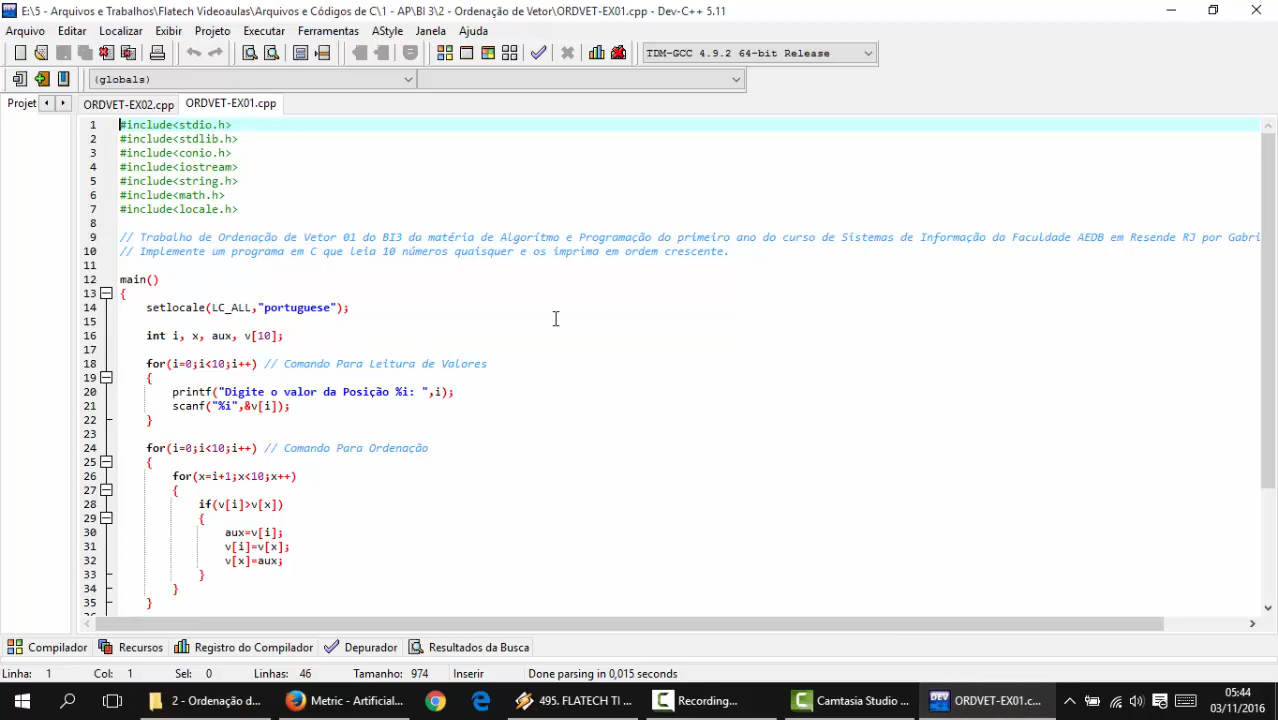 E:\5 - Arquivos e Trabalhos\Flatech Videoaulas\Arquivos e Códigos de C\1 - AP\BI 3\2 - Ordenação de Vetor\ORDVET-EX01.cpp - Dev-C++ 5.11
Arquivo Editar Localizar Exibir Projeto Executar Ferramentas AStyle Janela Ajuda
TDM-GCC 4.9.2 64-bit Release
(globals)
Projet ORDVET-EX02.cpp ORDVET-EX01.cpp
1 #include<stdio.h>
2 #include<stdlib.h>
3 #include<conio.h>
4 #include<iostream>
5 #include<string.h>
6 #include<math.h>
7 #include<locale.h>
8
9 // Trabalho de Ordenação de Vetor 01 do BI3 da matéria de Algorítmo e Programação do primeiro ano do curso de Sistemas de Informação da Faculdade AEDB em Resende RJ por Gabri
10 // Implemente um programa em C que leia 10 números quaisquer e os imprima em ordem crescente.
11
12 main()
13 {
14 setlocale(LC_ALL,"portuguese");
15
16 int i, x, aux, v[10];
17
18 for(i=0;i<10;i++) // Comando Para Leitura de Valores
19 {
20 printf("Digite o valor da Posição %i: ",i);
21 scanf("%i",&v[i]);
22 }
23
24 for(i=0;i<10;i++) // Comando Para Ordenação
25 {
26 for(x=i+1;x<10;x++)
27 {
28 if(v[i]>v[x])
29 {
30 aux=v[i];
31 v[i]=v[x];
32 v[x]=aux;
33 }
34 }
35 }
Compilador Recursos Registro do Compilador Depurador Resultados da Busca
Linha: 1 Col: 1 Sel: 0 Linhas: 46 Tamanho: 974 Inserir Done parsing in 0,015 seconds
2 - Ordenação d... Metric - Artificial... 495. FLATECH TI ... Recording... Camtasia Studio ... DEV ORDVET-EX01.c...
05:44
03/11/2016